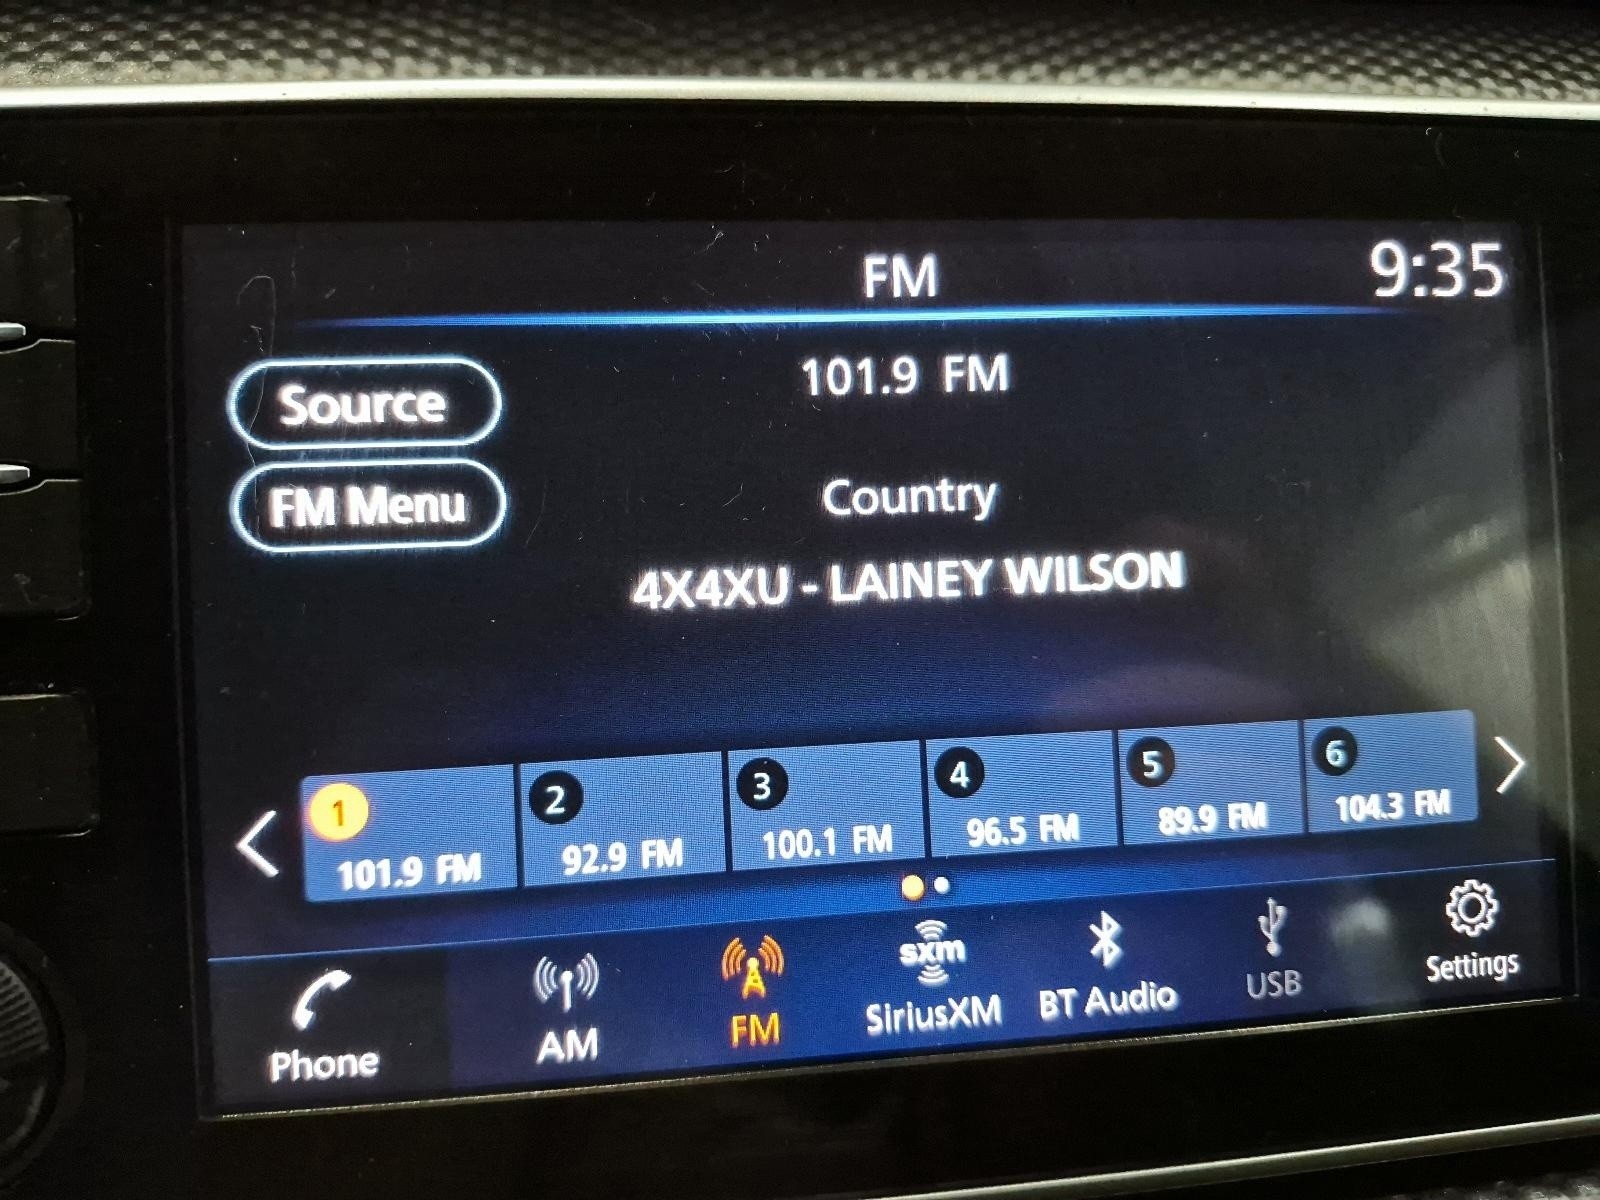 FM
9:35
Source
101.9 FM
FM Menu
Country
4X4XU - LAINEY WILSON
1
101.9 FM
2
92.9 FM
3
100.1 FM
4
96.5 FM
5
89.9 FM
6
104.3 FM
Phone
AM
FM
sxm
SiriusXM
BT Audio
USB
Settings